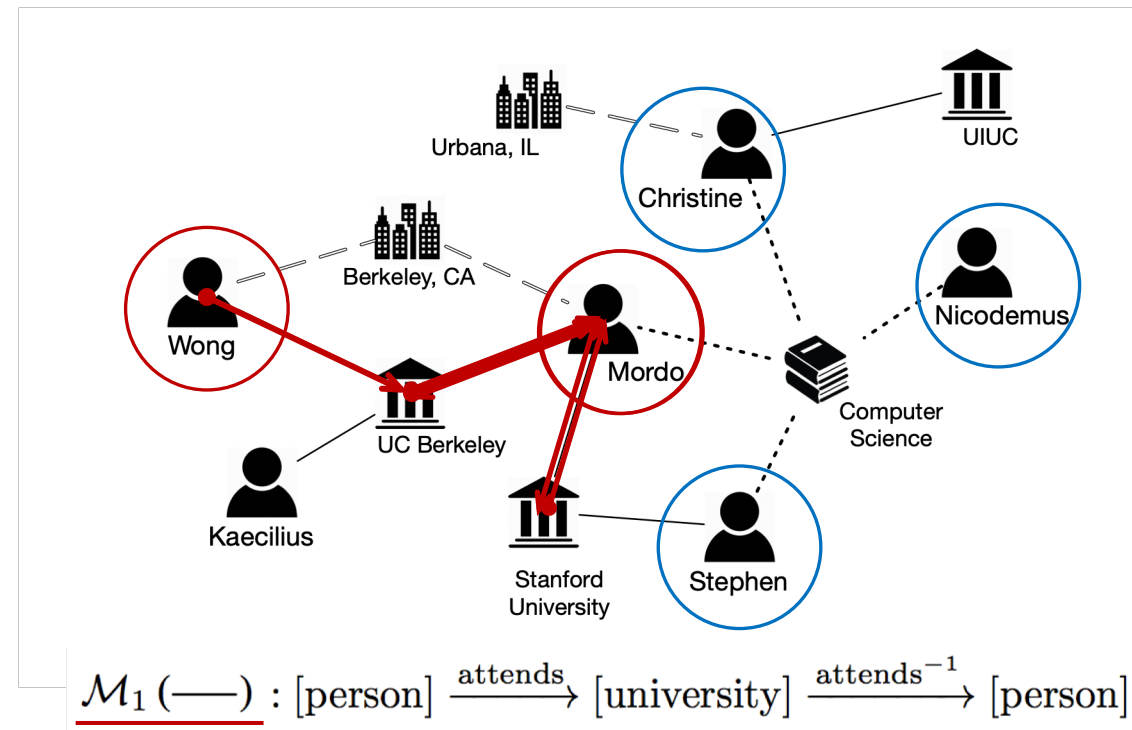 UIUC
Urbana, IL
Christine
Berkeley, CA
Nicodemus
Wong
Mordo
Computer
Science
UC Berkeley
Kaecilius
Stanford
University
Stephen
M₁ (—) : [person] attends→ [university] attends⁻¹→ [person]